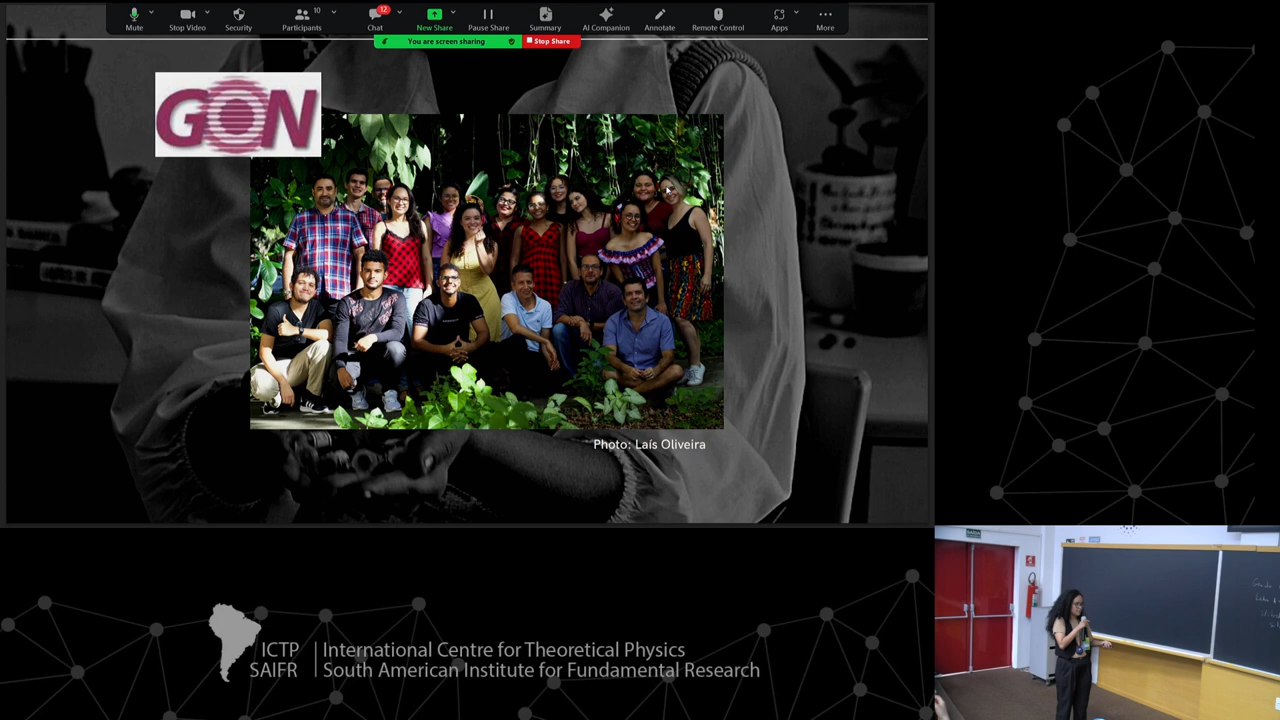 Mute
Stop Video
Security
Participants
10
Chat
12
New Share
Pause Share
Summary
AI Companion
Annotate
Remote Control
Apps
More
You are screen sharing
Stop Share
GON
Photo: Laís Oliveira
ICTP
SAIFR
International Centre for Theoretical Physics
South American Institute for Fundamental Research